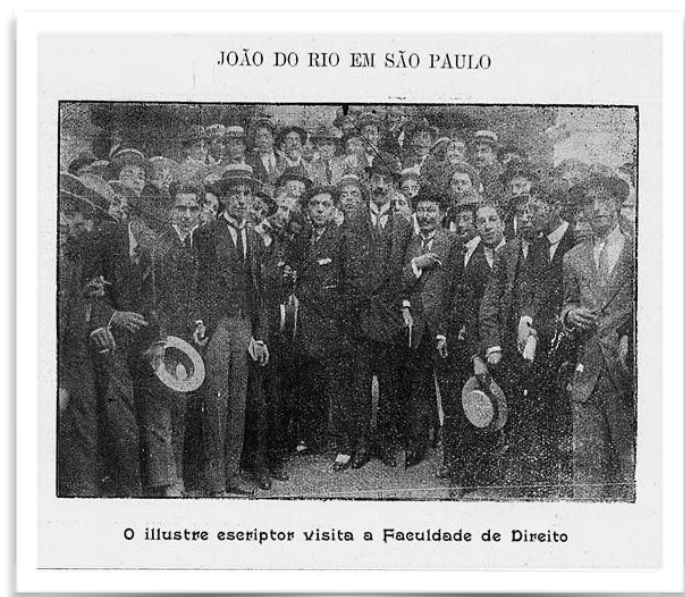 JOÃO DO RIO EM SÃO PAULO
O illustre escriptor visita a Faculdade de Direito